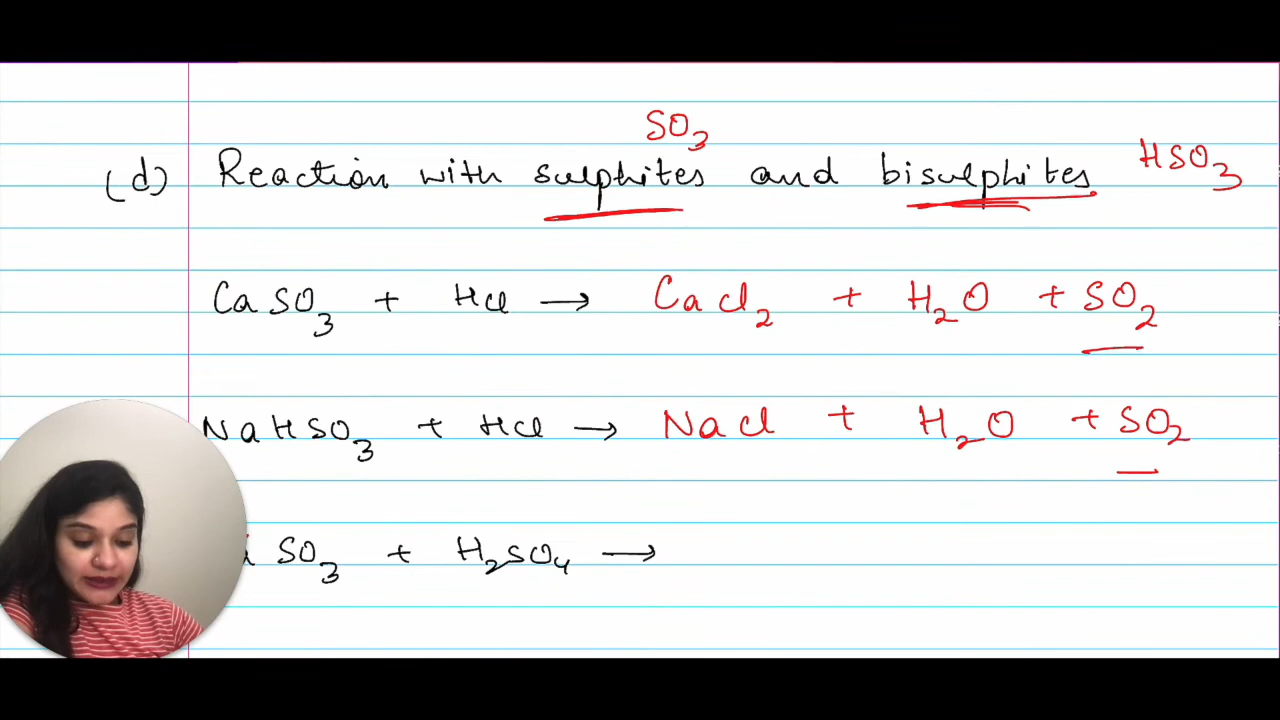 SO₃
(d) Reaction with sulphites and bisulphites HSO₃
CaSO₃ + HCl → CaCl₂ + H₂O + SO₂
NaHSO₃ + HCl → NaCl + H₂O + SO₂
SO₃ + H₂SO₄ →